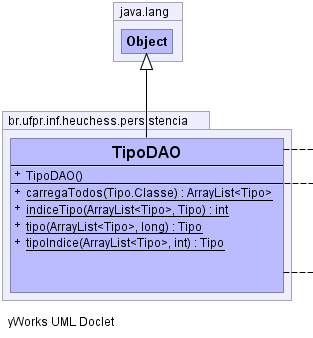 java.lang
Object
br.ufpr.inf.heuchess.persistencia
TipoDAO
+ TipoDAO()
+ carregaTodos(Tipo.Classe) : ArrayList<Tipo>
+ indiceTipo(ArrayList<Tipo>, Tipo) : int
+ tipo(ArrayList<Tipo>, long) : Tipo
+ tipoIndice(ArrayList<Tipo>, int) : Tipo
yWorks UML Doclet